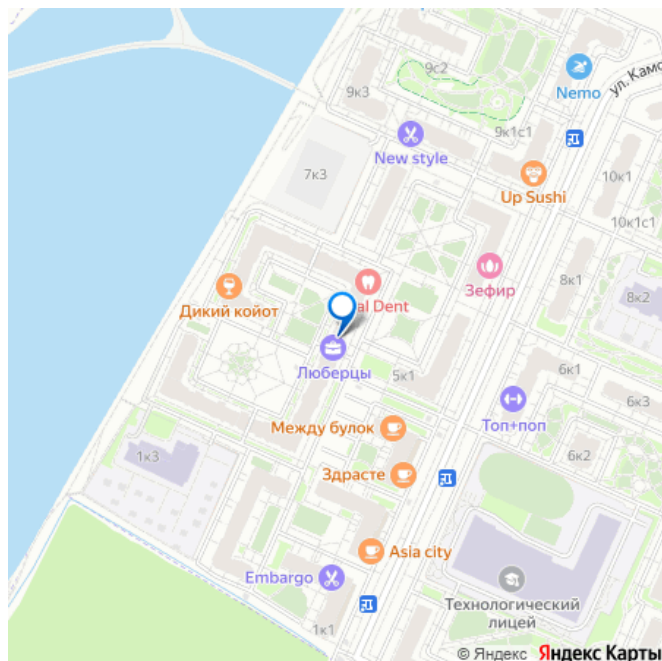 9с2
9к3
Nemo
ул. Камо
New style
9к1с1
7к3
Up Sushi
10к1
10к1с1
Зефир
8к1
8к2
Дикий койот
al Dent
Люберцы
5к1
6к1
6к3
Топ+поп
Между булок
6к2
1к3
Здрасте
Asia city
Embargo
Технологический
лицей
1к1
© Яндекс Яндекс Карты